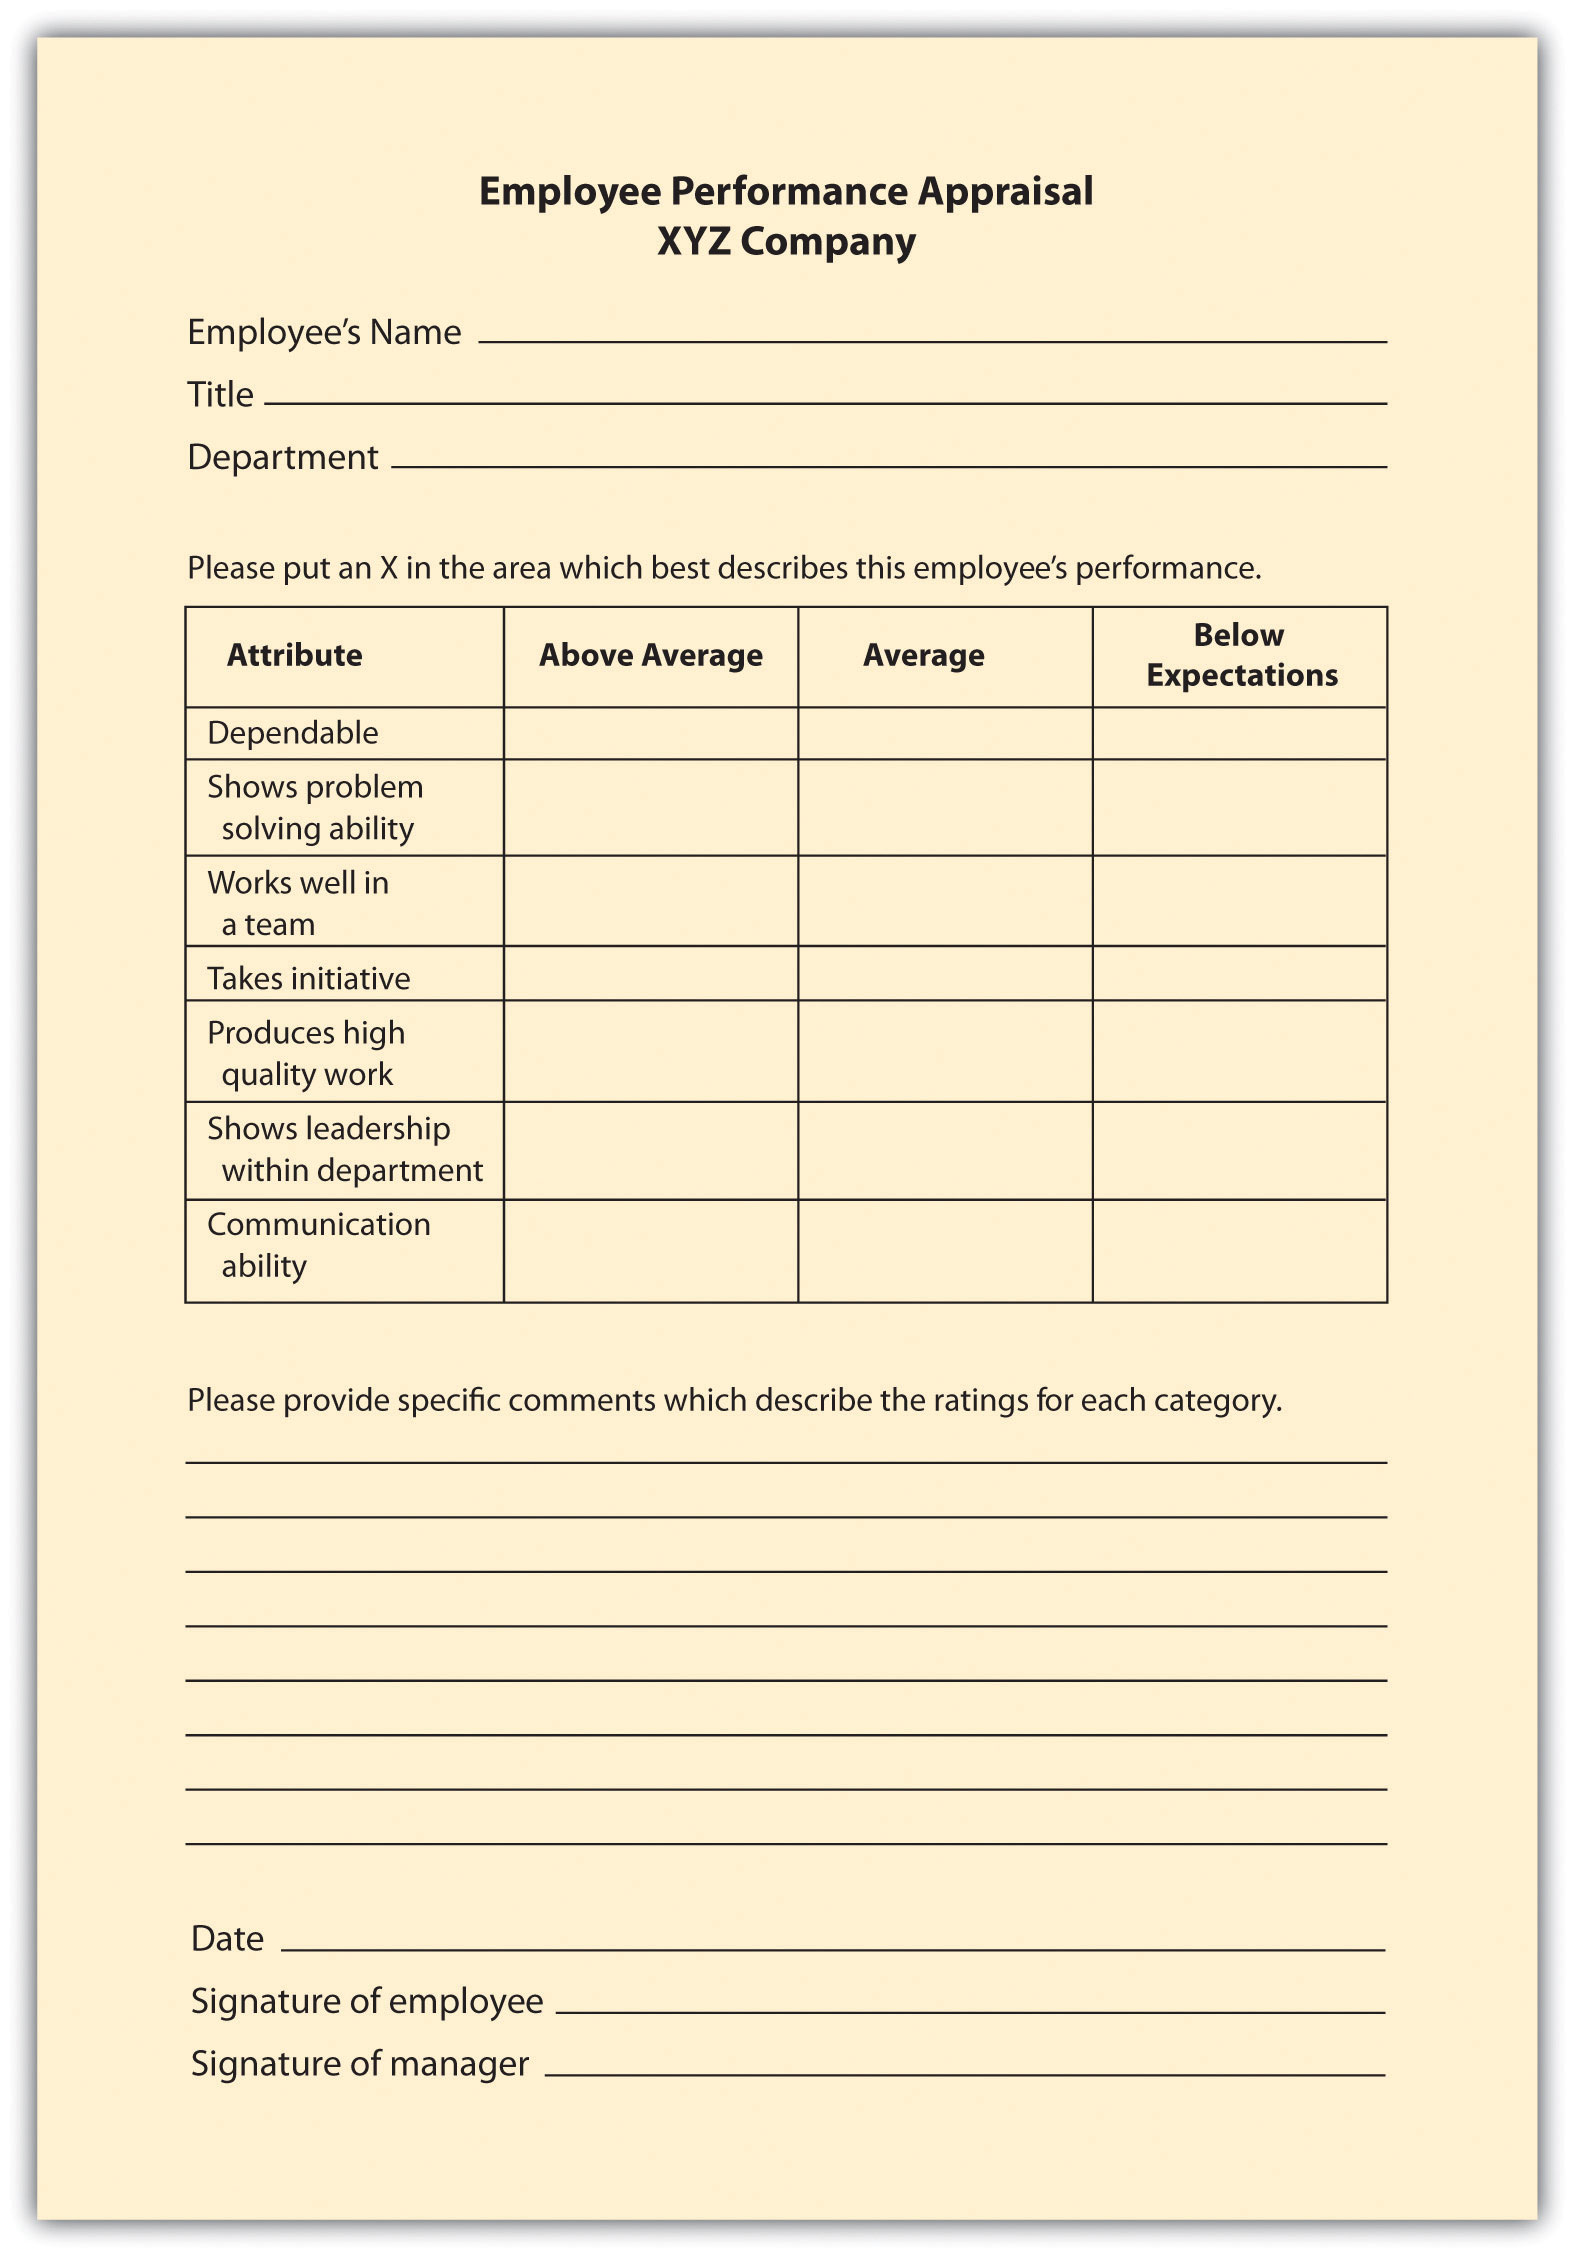 Employee Performance Appraisal
XYZ Company
Employee’s Name
Title
Department
Please put an X in the area which best describes this employee’s performance.
Attribute
Above Average
Average
Below
Expectations
Dependable
Shows problem
solving ability
Works well in
a team
Takes initiative
Produces high
quality work
Shows leadership
within department
Communication
ability
Please provide specific comments which describe the ratings for each category.
Date
Signature of employee
Signature of manager